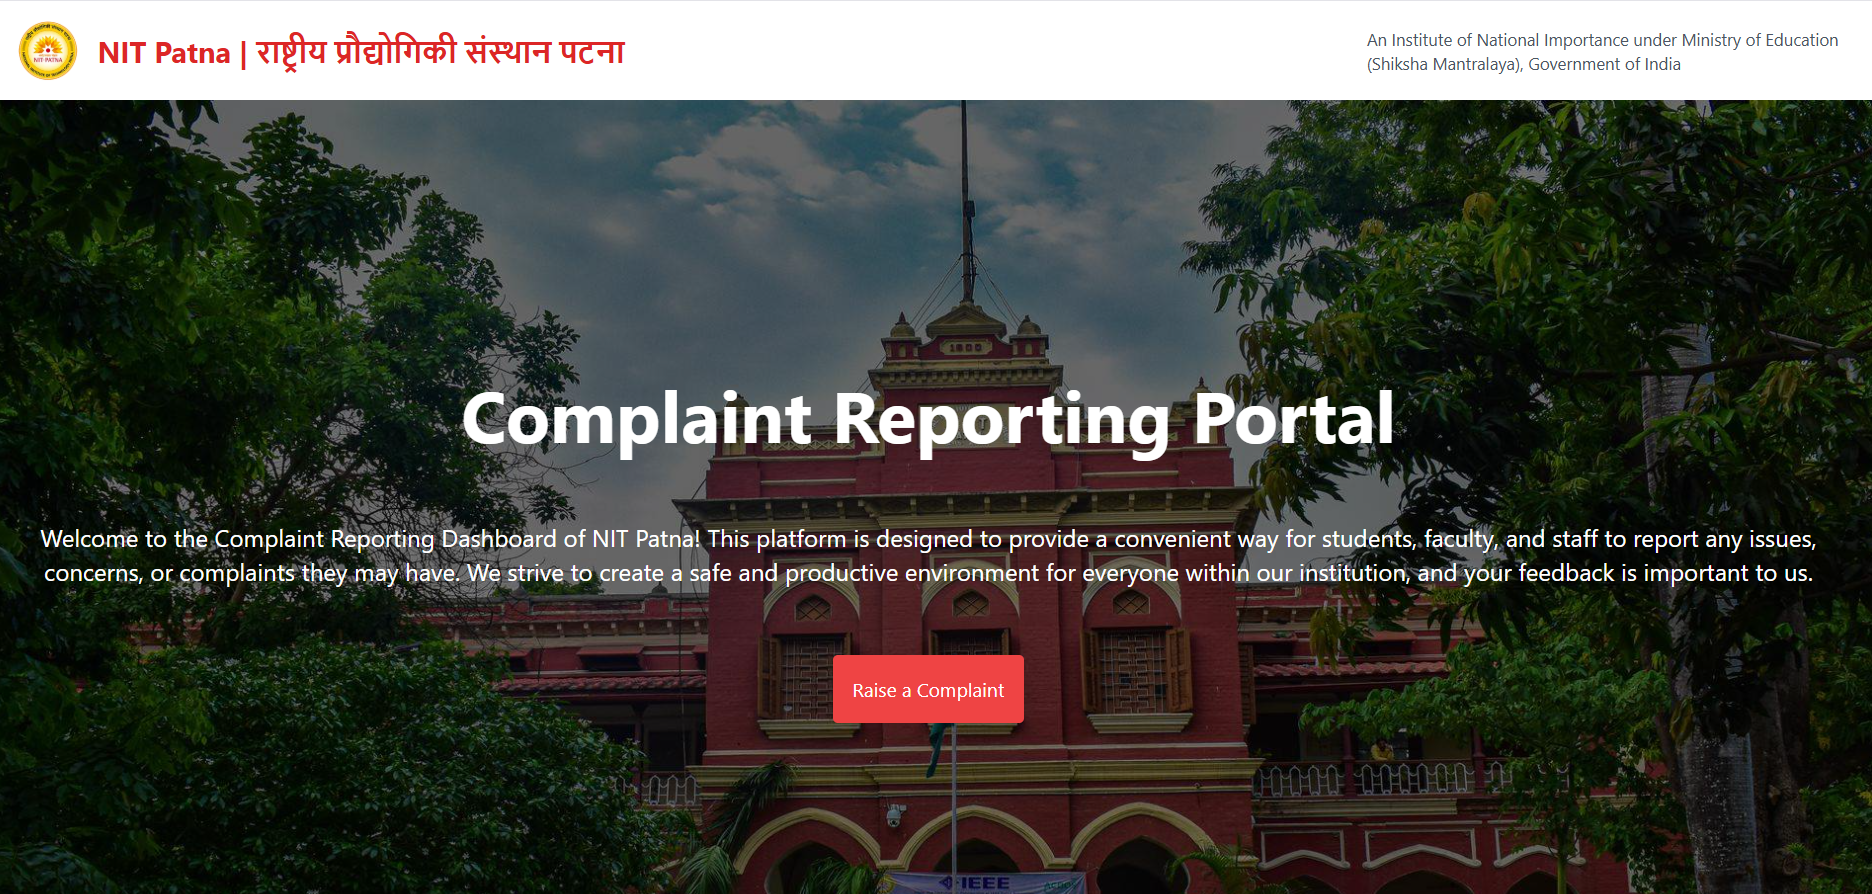 NIT Patna | राष्ट्रीय प्रौद्योगिकी संस्थान पटना
An Institute of National Importance under Ministry of Education
(Shiksha Mantralaya), Government of India
NIT-PATNA
Complaint Reporting Portal
Welcome to the Complaint Reporting Dashboard of NIT Patna! This platform is designed to provide a convenient way for students, faculty, and staff to report any issues,
concerns, or complaints they may have. We strive to create a safe and productive environment for everyone within our institution, and your feedback is important to us.
Raise a Complaint
IEEE